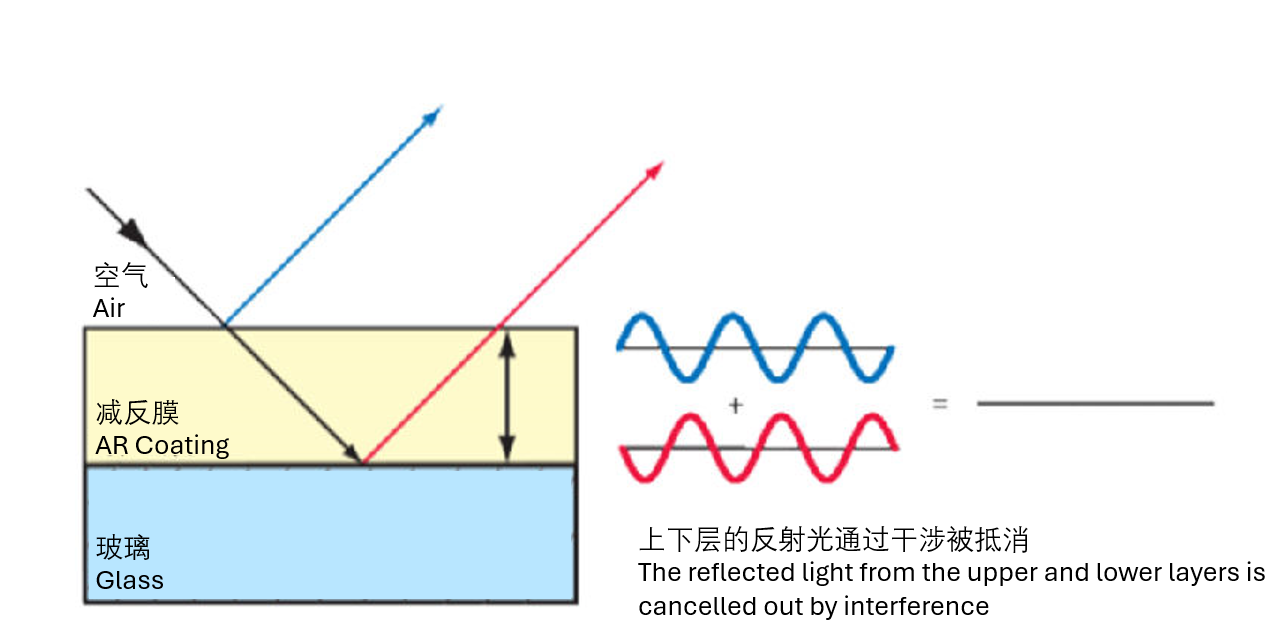 空气
Air
减反膜
AR Coating
玻璃
Glass
+
=
上下层的反射光通过干涉被抵消
The reflected light from the upper and lower layers is
cancelled out by interference